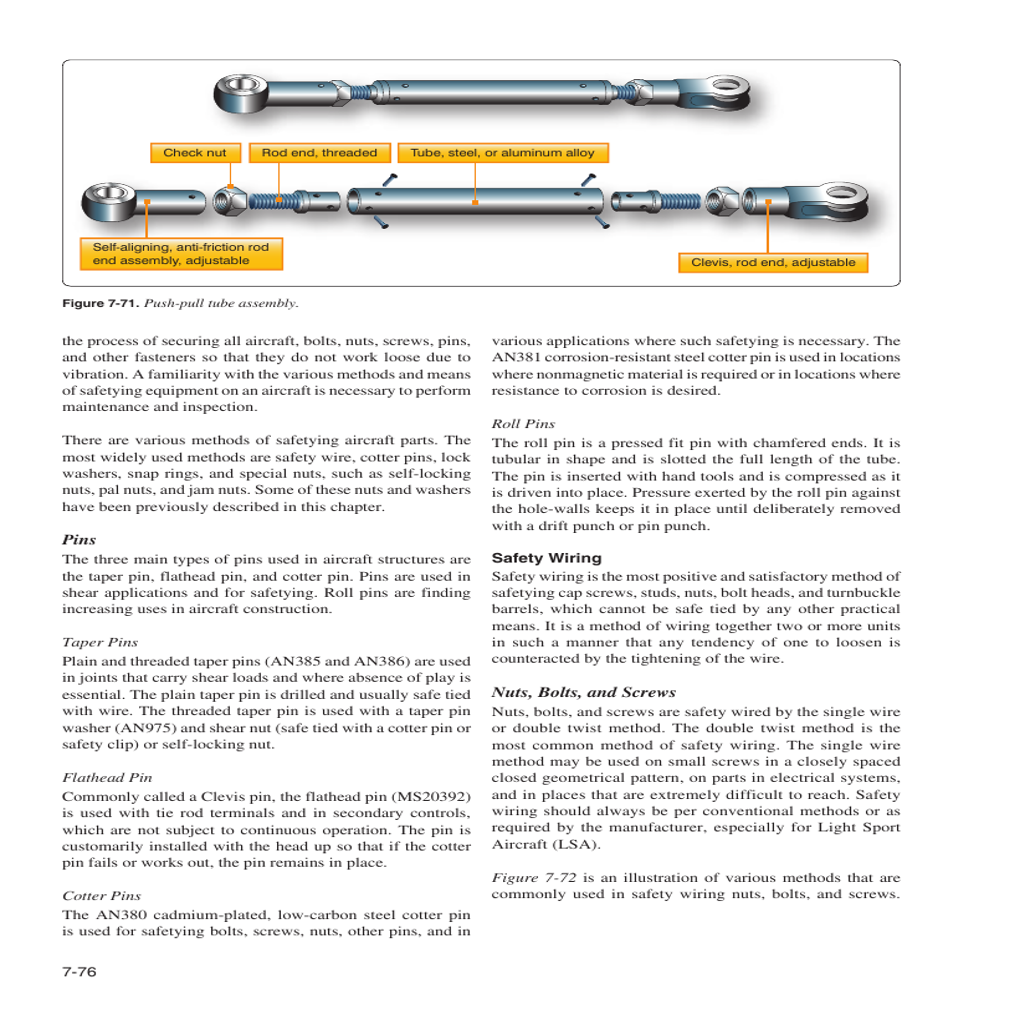 Check nut
Rod end, threaded
Tube, steel, or aluminum alloy
Self-aligning, anti-friction rod
end assembly, adjustable
Clevis, rod end, adjustable
Figure 7-71. Push-pull tube assembly.
the process of securing all aircraft, bolts, nuts, screws, pins,
and other fasteners so that they do not work loose due to
vibration. A familiarity with the various methods and means
of safetying equipment on an aircraft is necessary to perform
maintenance and inspection.
There are various methods of safetying aircraft parts. The
most widely used methods are safety wire, cotter pins, lock
washers, snap rings, and special nuts, such as self-locking
nuts, pal nuts, and jam nuts. Some of these nuts and washers
have been previously described in this chapter.
Pins
The three main types of pins used in aircraft structures are
the taper pin, flathead pin, and cotter pin. Pins are used in
shear applications and for safetying. Roll pins are finding
increasing uses in aircraft construction.
Taper Pins
Plain and threaded taper pins (AN385 and AN386) are used
in joints that carry shear loads and where absence of play is
essential. The plain taper pin is drilled and usually safe tied
with wire. The threaded taper pin is used with a taper pin
washer (AN975) and shear nut (safe tied with a cotter pin or
safety clip) or self-locking nut.
Flathead Pin
Commonly called a Clevis pin, the flathead pin (MS20392)
is used with tie rod terminals and in secondary controls,
which are not subject to continuous operation. The pin is
customarily installed with the head up so that if the cotter
pin fails or works out, the pin remains in place.
Cotter Pins
The AN380 cadmium-plated, low-carbon steel cotter pin
is used for safetying bolts, screws, nuts, other pins, and in
various applications where such safetying is necessary. The
AN381 corrosion-resistant steel cotter pin is used in locations
where nonmagnetic material is required or in locations where
resistance to corrosion is desired.
Roll Pins
The roll pin is a pressed fit pin with chamfered ends. It is
tubular in shape and is slotted the full length of the tube.
The pin is inserted with hand tools and is compressed as it
is driven into place. Pressure exerted by the roll pin against
the hole-walls keeps it in place until deliberately removed
with a drift punch or pin punch.
Safety Wiring
Safety wiring is the most positive and satisfactory method of
safetying cap screws, studs, nuts, bolt heads, and turnbuckle
barrels, which cannot be safe tied by any other practical
means. It is a method of wiring together two or more units
in such a manner that any tendency of one to loosen is
counteracted by the tightening of the wire.
Nuts, Bolts, and Screws
Nuts, bolts, and screws are safety wired by the single wire
or double twist method. The double twist method is the
most common method of safety wiring. The single wire
method may be used on small screws in a closely spaced
closed geometrical pattern, on parts in electrical systems,
and in places that are extremely difficult to reach. Safety
wiring should always be per conventional methods or as
required by the manufacturer, especially for Light Sport
Aircraft (LSA).
Figure 7-72 is an illustration of various methods that are
commonly used in safety wiring nuts, bolts, and screws.
7-76